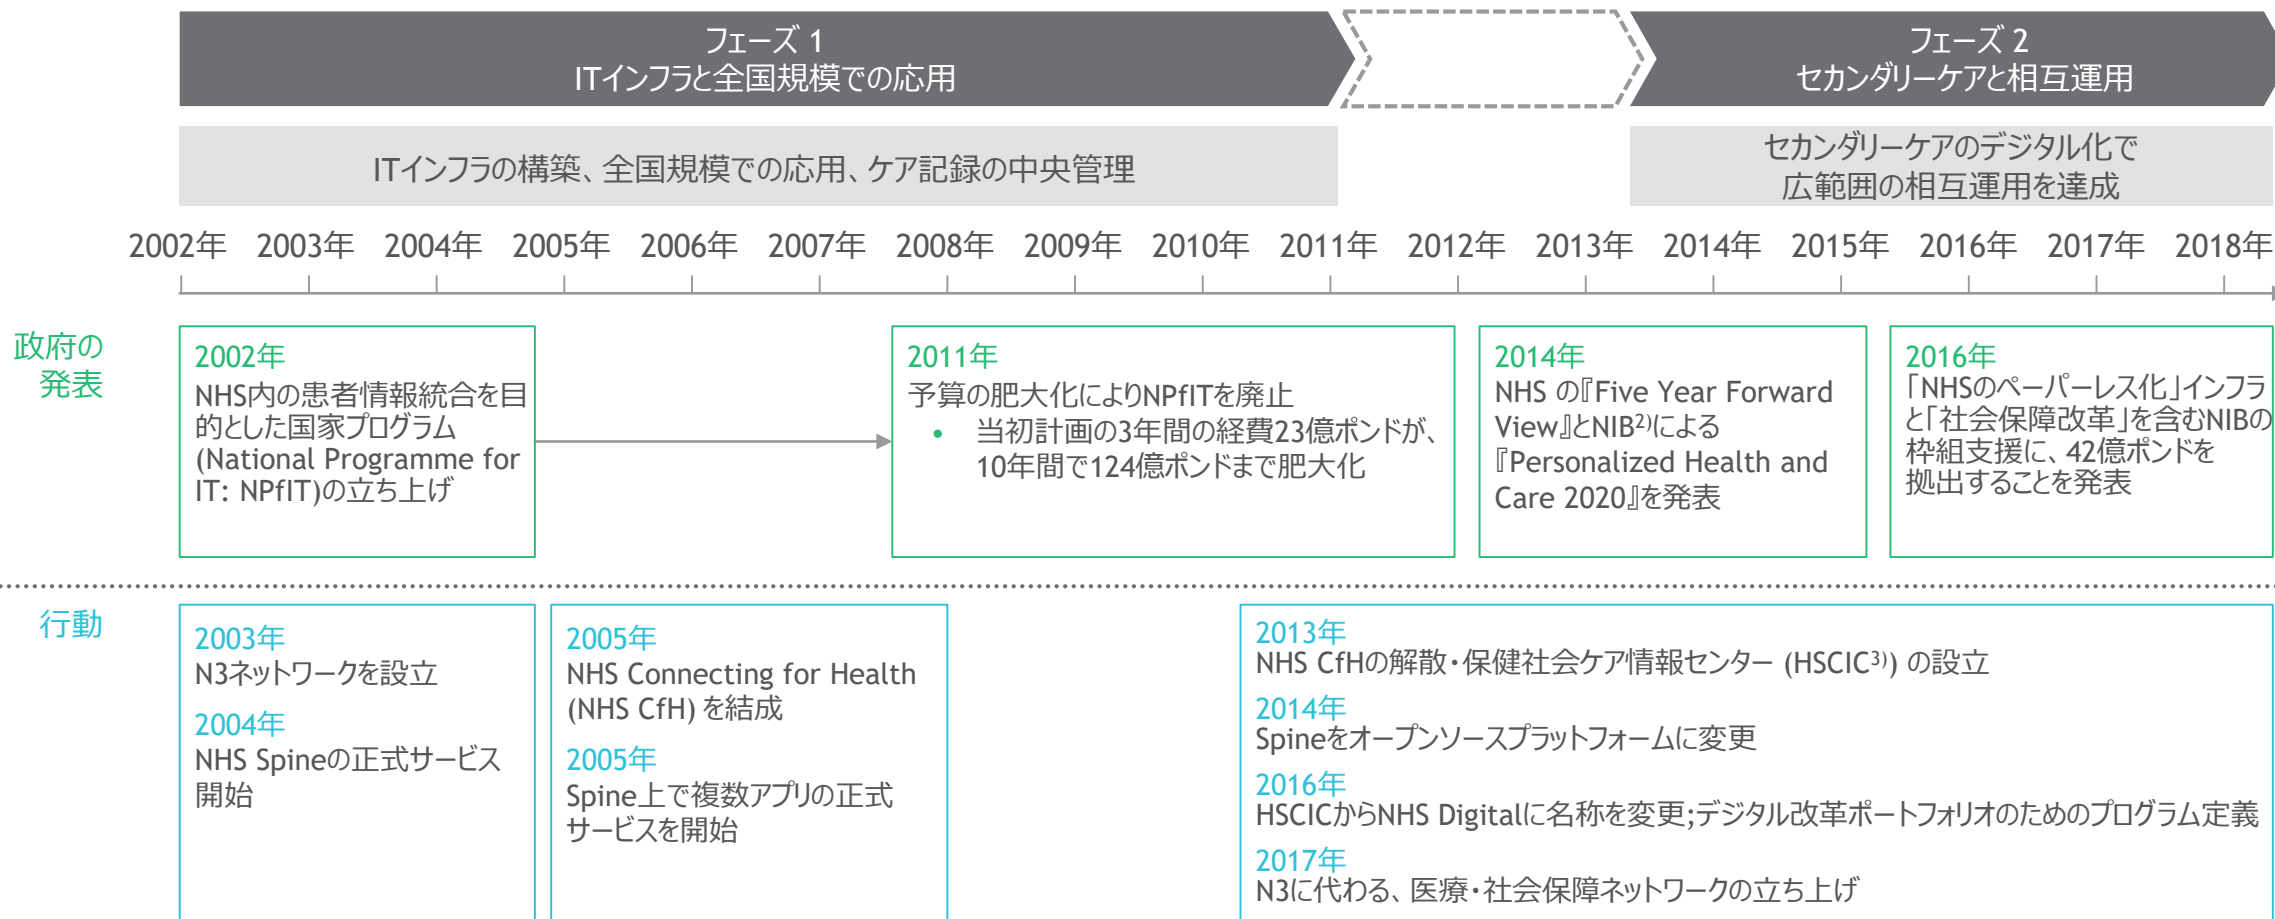 フェーズ 1
ITインフラと全国規模での応用
フェーズ 2
セカンダリーケアと相互運用
ITインフラの構築、全国規模での応用、ケア記録の中央管理
セカンダリーケアのデジタル化で
広範囲の相互運用を達成
2002年 2003年 2004年 2005年 2006年 2007年 2008年 2009年 2010年 2011年 2012年 2013年 2014年 2015年 2016年 2017年 2018年
政府の
発表
2002年
NHS内の患者情報統合を目
的とした国家プログラム
(National Programme for
IT: NPfIT)の立ち上げ
2011年
予算の肥大化によりNPfITを廃止
• 当初計画の3年間の経費23億ポンドが、
10年間で124億ポンドまで肥大化
2014年
NHS の『Five Year Forward
View』とNIB2)による
『Personalized Health and
Care 2020』を発表
2016年
「NHSのペーパーレス化」インフラ
と「社会保障改革」を含むNIBの
枠組支援に、42億ポンドを
拠出することを発表
行動
2003年
N3ネットワークを設立
2004年
NHS Spineの正式サービス
開始
2005年
NHS Connecting for Health
(NHS CfH) を結成
2005年
Spine上で複数アプリの正式
サービスを開始
2013年
NHS CfHの解散・保健社会ケア情報センター (HSCIC3)) の設立
2014年
Spineをオープンソースプラットフォームに変更
2016年
HSCICからNHS Digitalに名称を変更;デジタル改革ポートフォリオのためのプログラム定義
2017年
N3に代わる、医療・社会保障ネットワークの立ち上げ